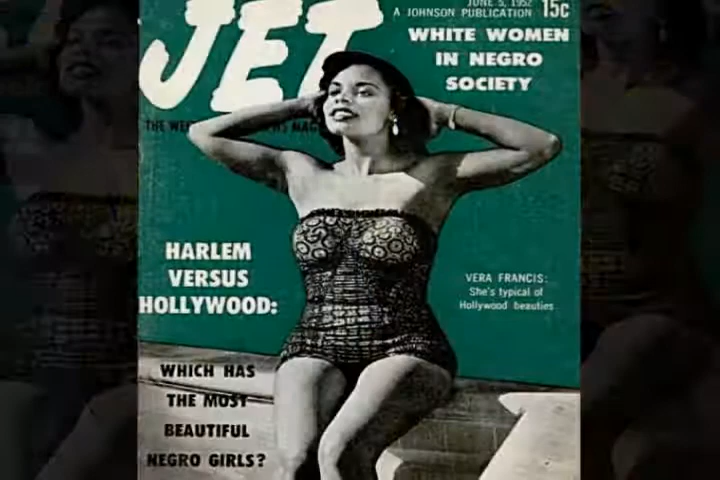 JET
JUNE 5, 1952
A JOHNSON PUBLICATION 15c
WHITE WOMEN
IN NEGRO
SOCIETY
THE
HARLEM
VERSUS
HOLLYWOOD:
VERA FRANCIS:
She's typical of
Hollywood beauties
WHICH HAS
THE MOST
BEAUTIFUL
NEGRO GIRLS?